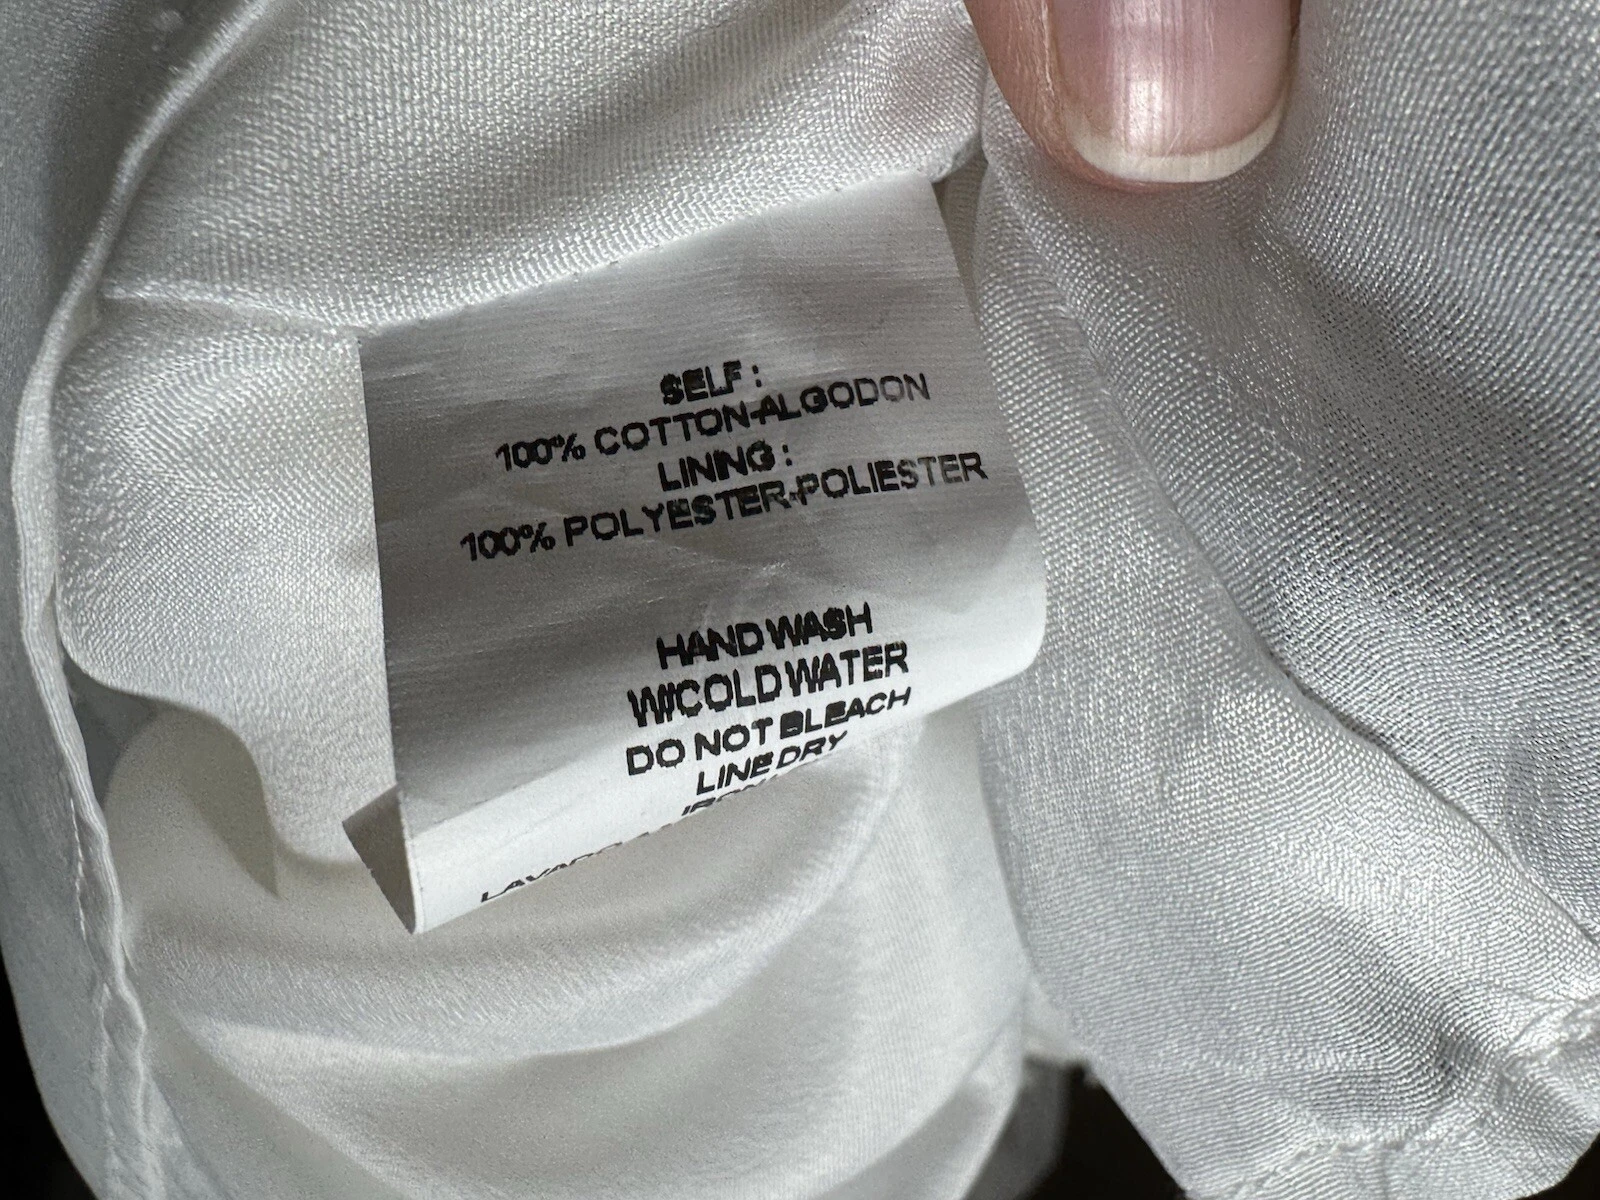 SELF :
100% COTTON-ALGODON
LINING :
100% POLYESTER-POLIESTER
HAND WASH
W/COLD WATER
DO NOT BLEACH
LINE DRY